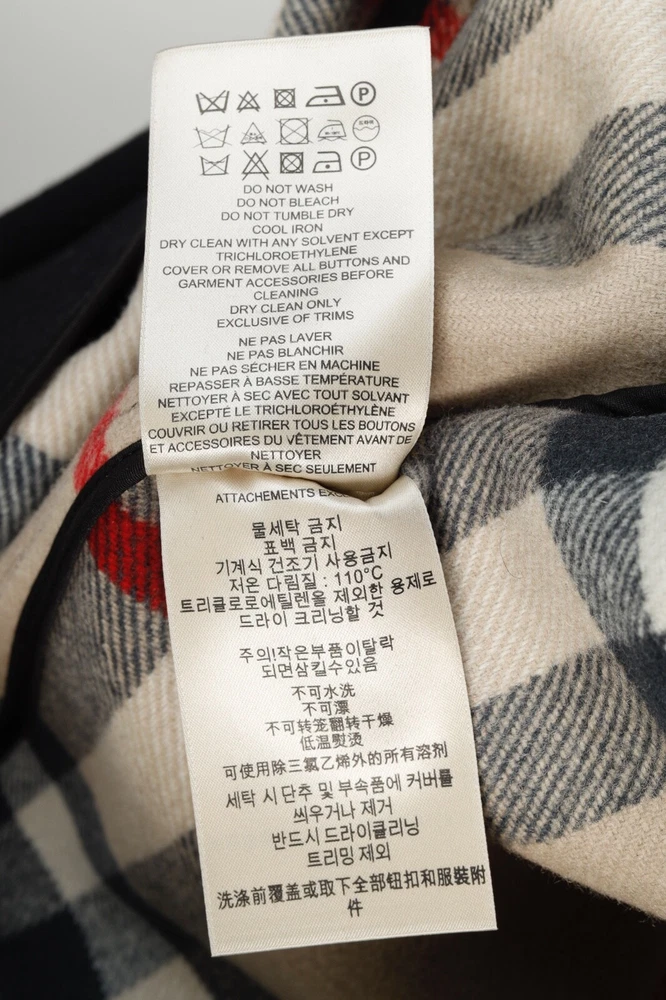 P
P
DO NOT WASH
DO NOT BLEACH
DO NOT TUMBLE DRY
COOL IRON
DRY CLEAN WITH ANY SOLVENT EXCEPT
TRICHLOROETHYLENE
COVER OR REMOVE ALL BUTTONS AND
GARMENT ACCESSORIES BEFORE
CLEANING
DRY CLEAN ONLY
EXCLUSIVE OF TRIMS
NE PAS LAVER
NE PAS BLANCHIR
NE PAS SÉCHER EN MACHINE
REPASSER À BASSE TEMPÉRATURE
NETTOYER À SEC AVEC TOUT SOLVANT
EXCEPTÉ LE TRICHLOROÉTHYLÈNE
COUVRIR OU RETIRER TOUS LES BOUTONS
ET ACCESSOIRES DU VÊTEMENT AVANT DE
NETTOYER
NETTOYER À SEC SEULEMENT
ATTACHEMENTS
물세탁 금지
표백 금지
기계식 건조기 사용금지
저온 다림질 : 110°C
트리클로로에틸렌을 제외한 용제로
드라이 크리닝할 것
주의!작은부품이탈락
되면삼킬수있음
不可水洗
不可漂
不可转笼翻转干燥
低温熨烫
可使用除三氯乙烯外的所有溶剂
세탁 시 단추 및 부속품에 커버를
씌우거나 제거
반드시 드라이클리닝
트리밍 제외
洗涤前覆盖或取下全部钮扣和服裝附
件